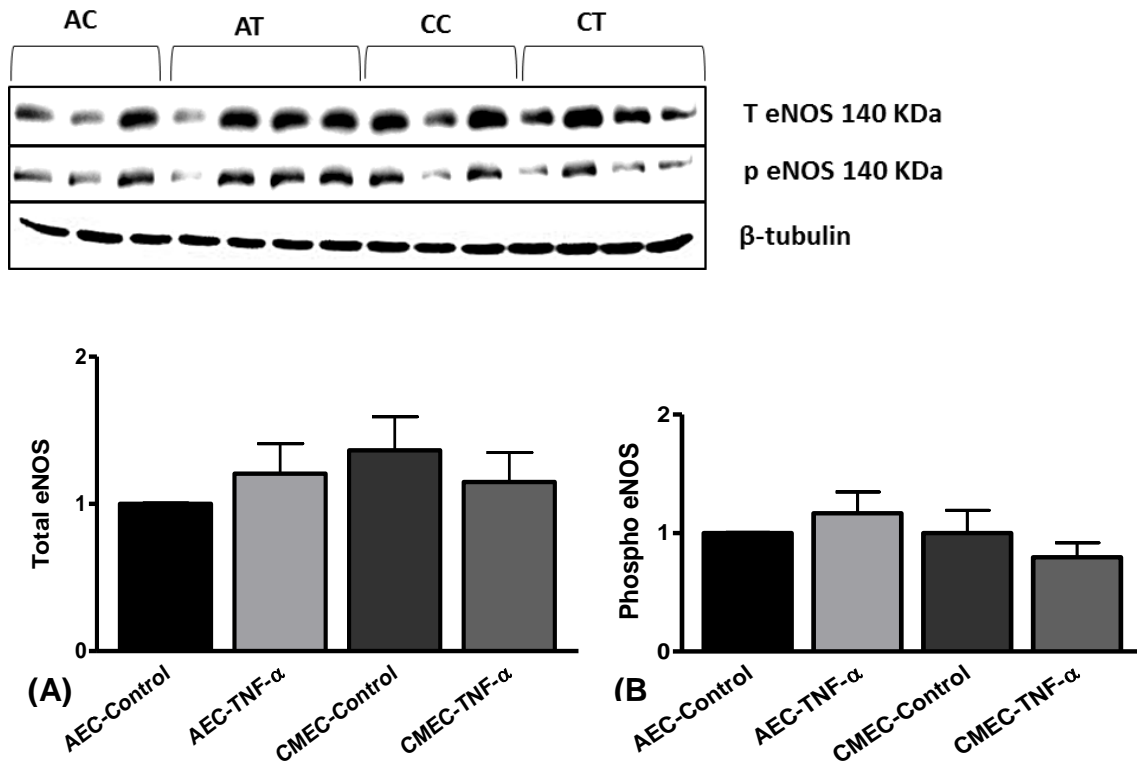 AC AT CC CT
T eNOS 140 KDa
p eNOS 140 KDa
β-tubulin
Total eNOS
2
1
0
AEC-Control
AEC-TNF-α
CMEC-Control
CMEC-TNF-α
(A)
Phospho eNOS
2
1
0
AEC-Control
AEC-TNF-α
CMEC-Control
CMEC-TNF-α
(B